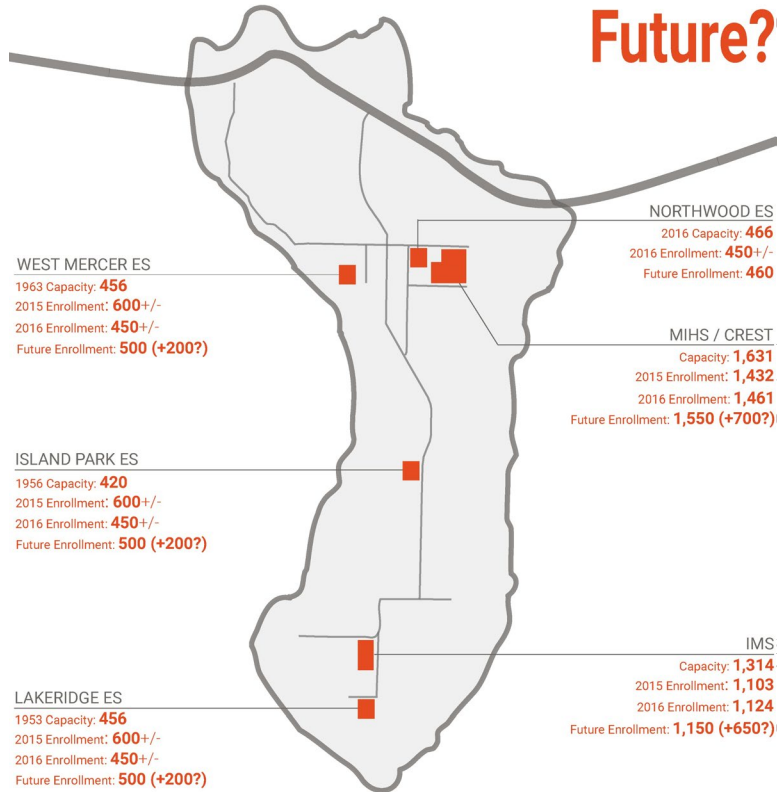 Future?
WEST MERCER ES
1963 Capacity: 456
2015 Enrollment: 600+/-
2016 Enrollment: 450+/-
Future Enrollment: 500 (+200?)
ISLAND PARK ES
1956 Capacity: 420
2015 Enrollment: 600+/-
2016 Enrollment: 450+/-
Future Enrollment: 500 (+200?)
LAKERIDGE ES
1953 Capacity: 456
2015 Enrollment: 600+/-
2016 Enrollment: 450+/-
Future Enrollment: 500 (+200?)
NORTHWOOD ES
2016 Capacity: 466
2016 Enrollment: 450+/-
Future Enrollment: 460
MIHS / CREST
Capacity: 1,631
2015 Enrollment: 1,432
2016 Enrollment: 1,461
Future Enrollment: 1,550 (+700?)
IMS
Capacity: 1,314
2015 Enrollment: 1,103
2016 Enrollment: 1,124
Future Enrollment: 1,150 (+650?)